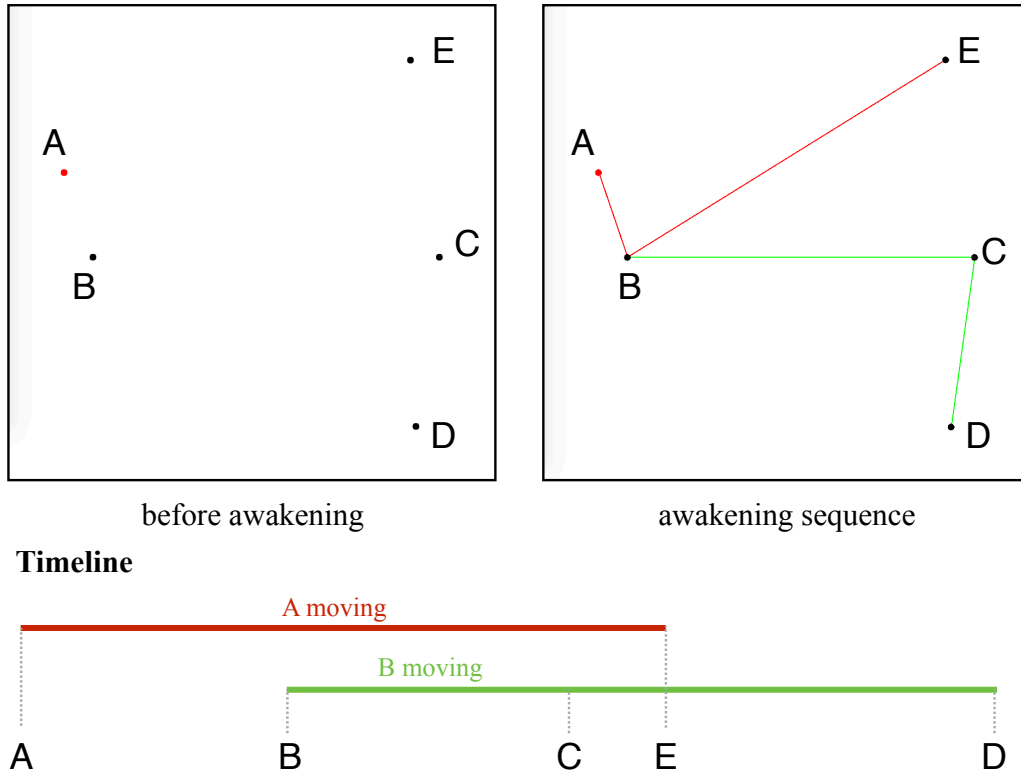 E
A
C
B
D
before awakening
E
A
C
B
D
awakening sequence
Timeline
A moving
B moving
A B C E D